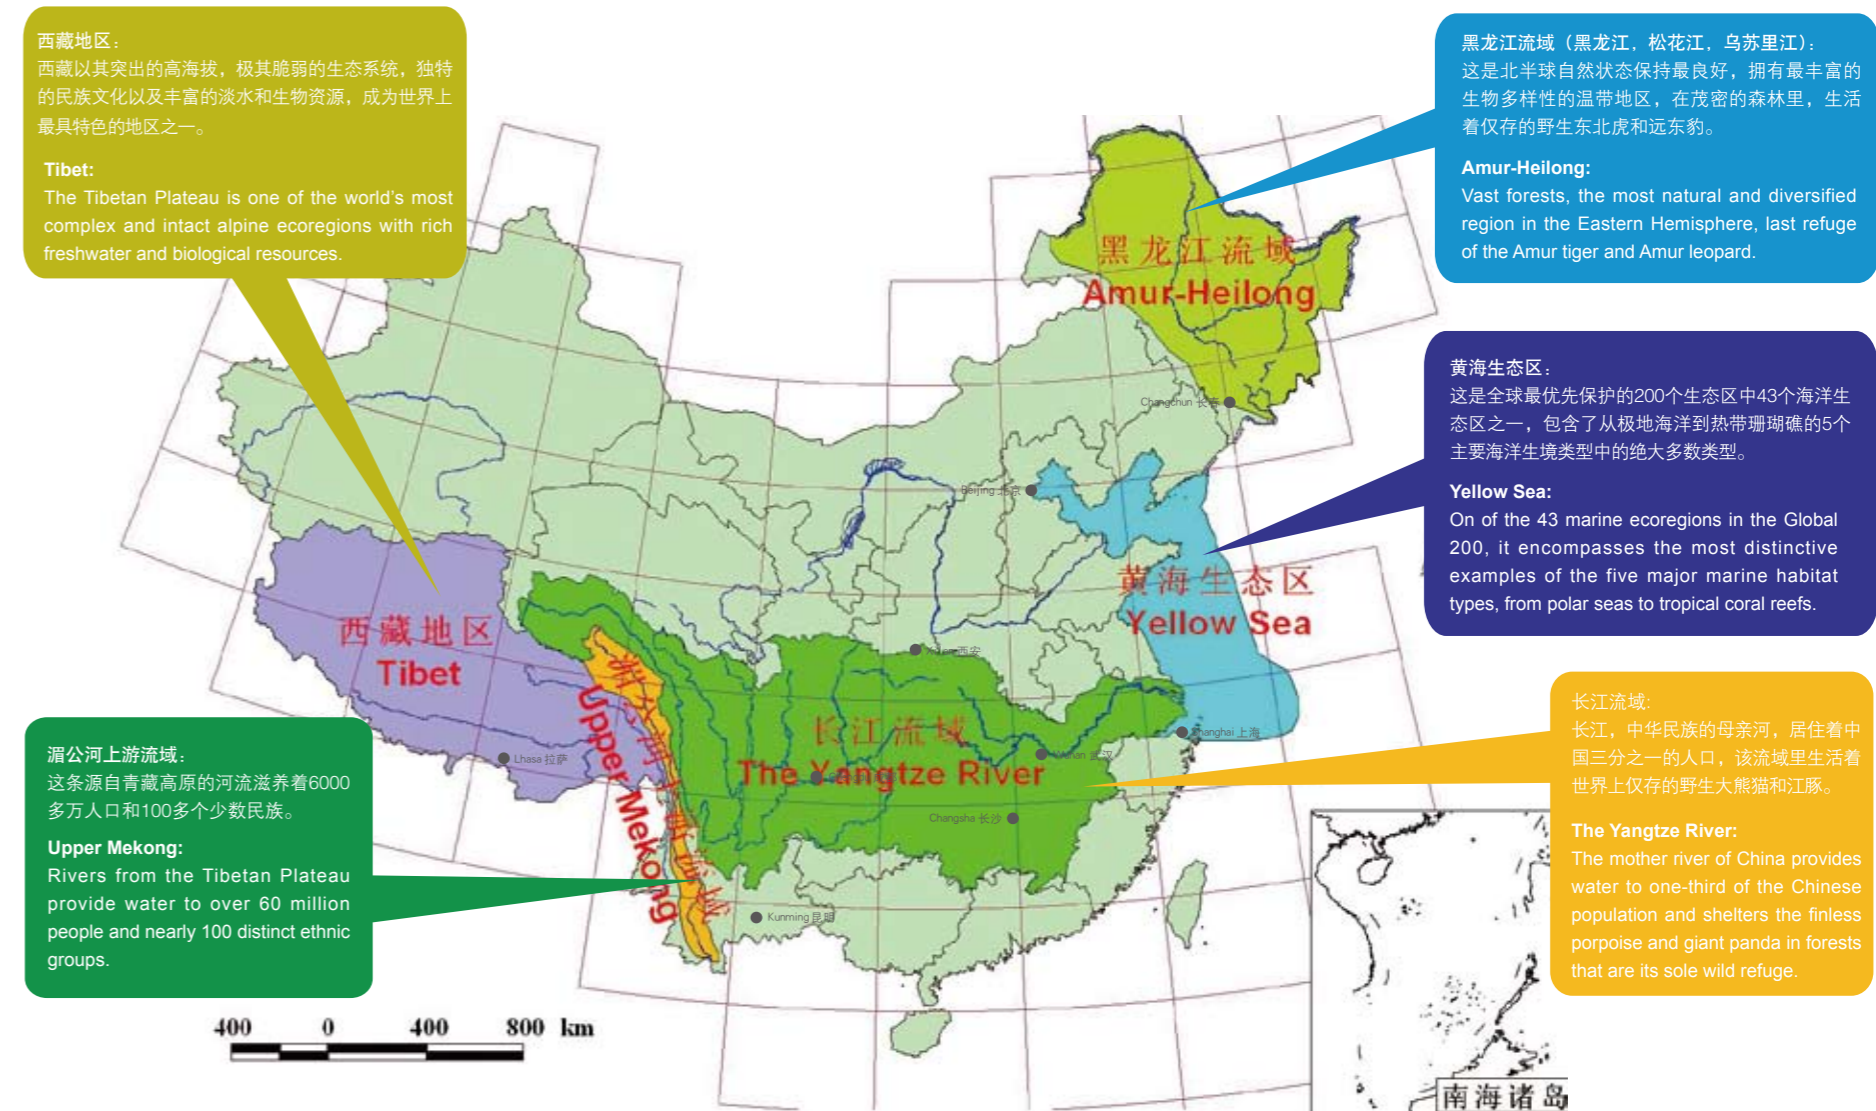 西藏地区：
西藏以其突出的高海拔，极其脆弱的生态系统，独特
的民族文化以及丰富的淡水和生物资源，成为世界上
最具特色的地区之一。
Tibet:
The Tibetan Plateau is one of the world's most
complex and intact alpine ecoregions with rich
freshwater and biological resources.
黑龙江流域（黑龙江，松花江，乌苏里江）：
这是北半球自然状态保持最良好，拥有最丰富的
生物多样性的温带地区，在茂密的森林里，生活
着仅存的野生东北虎和远东豹。
Amur-Heilong:
Vast forests, the most natural and diversified
region in the Eastern Hemisphere, last refuge
of the Amur tiger and Amur leopard.
黄海生态区：
这是全球最优先保护的200个生态区中43个海洋生
态区之一，包含了从极地海洋到热带珊瑚礁的5个
主要海洋生境类型中的绝大多数类型。
Yellow Sea:
On of the 43 marine ecoregions in the Global
200, it encompasses the most distinctive
examples of the five major marine habitat
types, from polar seas to tropical coral reefs.
长江流域:
长江，中华民族的母亲河，居住着中
国三分之一的人口，该流域里生活着
世界上仅存的野生大熊猫和江豚。
The Yangtze River:
The mother river of China provides
water to one-third of the Chinese
population and shelters the finless
porpoise and giant panda in forests
that are its sole wild refuge.
湄公河上游流域：
这条源自青藏高原的河流滋养着6000
多万人口和100多个少数民族。
Upper Mekong:
Rivers from the Tibetan Plateau
provide water to over 60 million
people and nearly 100 distinct ethnic
groups.
黑龙江流域
Amur-Heilong
Changchun 长春
Beijing 北京
黄海生态区
Yellow Sea
西藏地区
Tibet
Xi'an 西安
湄公河上游流域
Upper Mekong
长江流域
The Yangtze River
Shanghai 上海
Wuhan 武汉
Lhasa 拉萨
Changsha 长沙
Kunming 昆明
400 0 400 800 km
南海诸岛